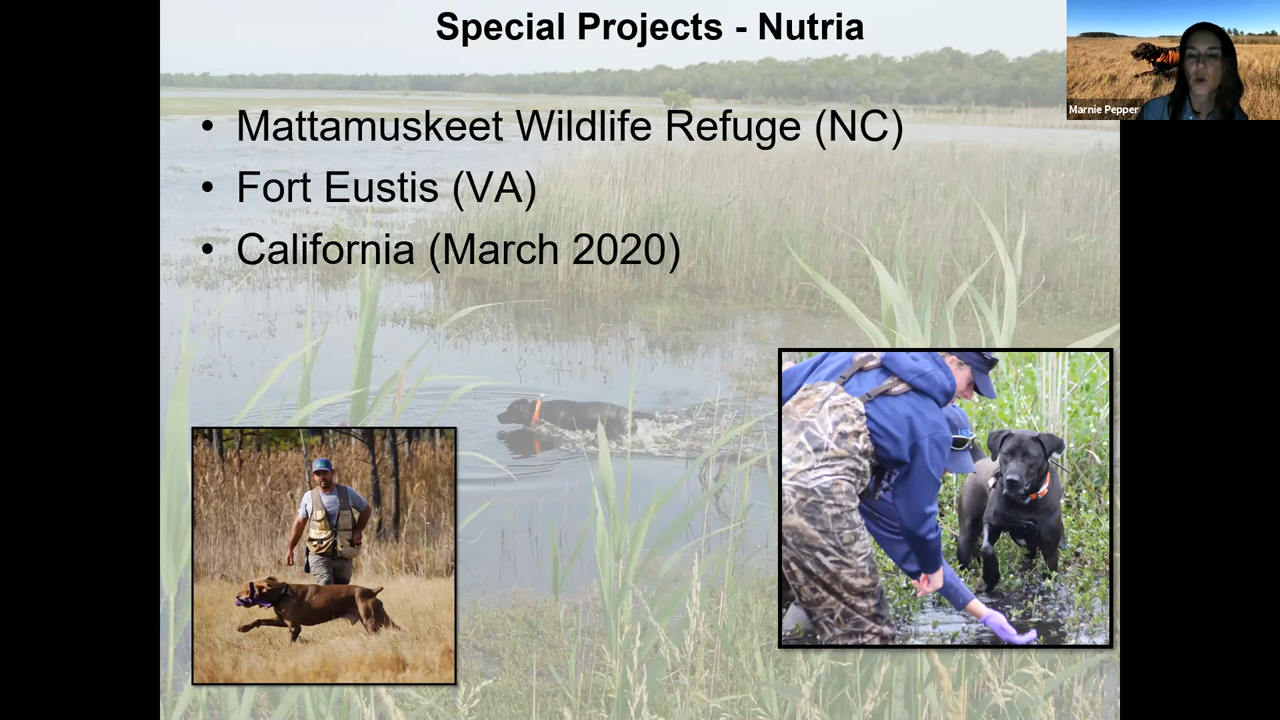 Special Projects - Nutria
Marnie Pepper
• Mattamuskeet Wildlife Refuge (NC)
• Fort Eustis (VA)
• California (March 2020)